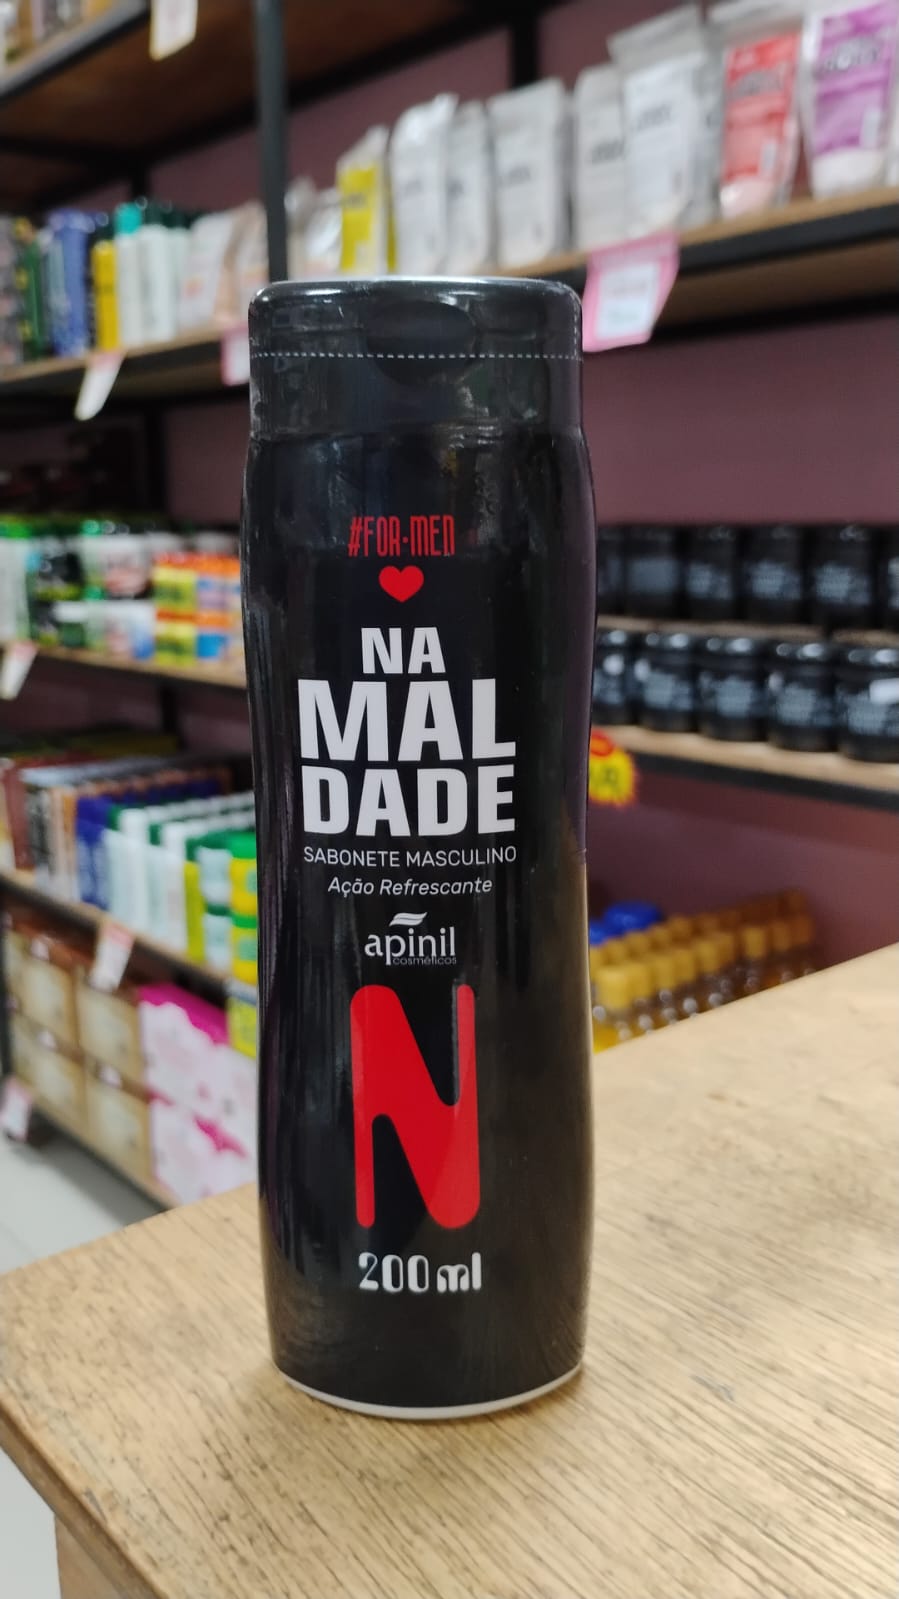 #FOR·MEN
NA
MAL
DADE
SABONETE MASCULINO
Ação Refrescante
apinil
cosméticos
N
200ml